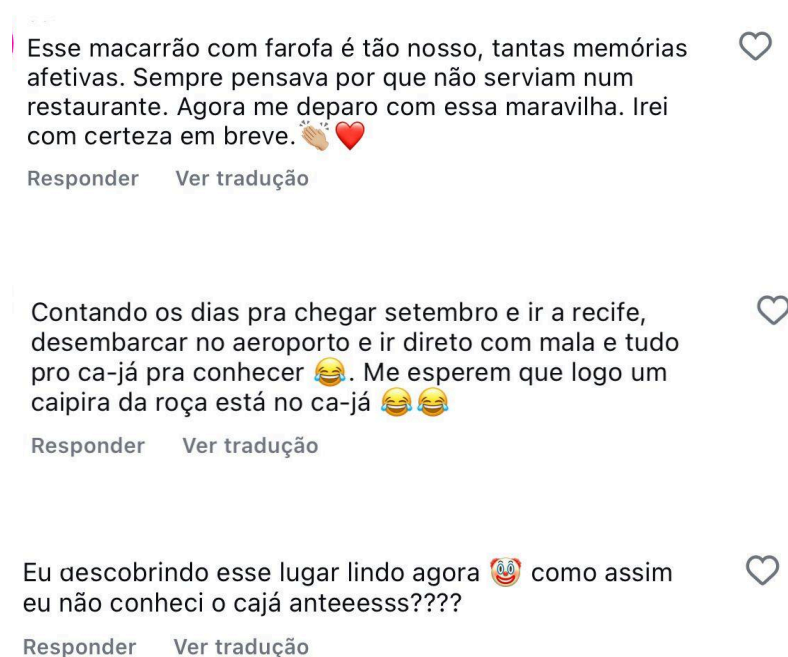 Esse macarrão com farofa é tão nosso, tantas memórias
afetivas. Sempre pensava por que não serviam num
restaurante. Agora me deparo com essa maravilha. Irei
com certeza em breve.👏🏼❤️
Responder Ver tradução
Contando os dias pra chegar setembro e ir a recife,
desembarcar no aeroporto e ir direto com mala e tudo
pro ca-já pra conhecer 😂. Me esperem que logo um
caipira da roça está no ca-já 😂😂
Responder Ver tradução
Eu descobrindo esse lugar lindo agora 🤡 como assim
eu não conheci o cajá anteeesss????
Responder Ver tradução